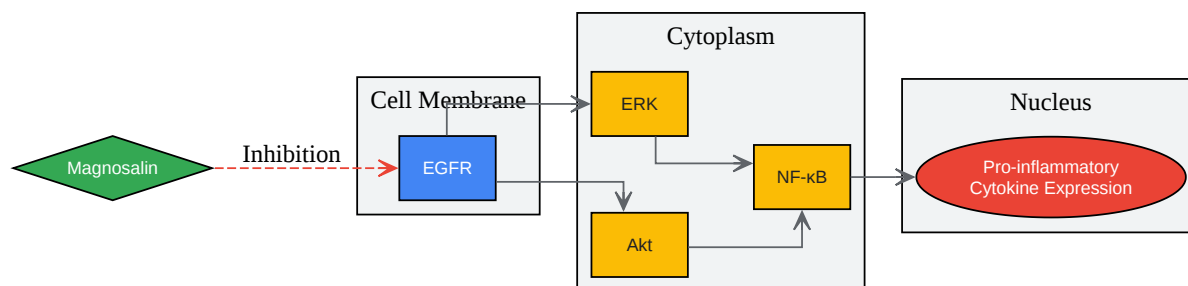 Magnosalin
Inhibition
Cell Membrane
EGFR
Cytoplasm
ERK
Akt
NF-κB
Nucleus
Pro-inflammatory
Cytokine Expression